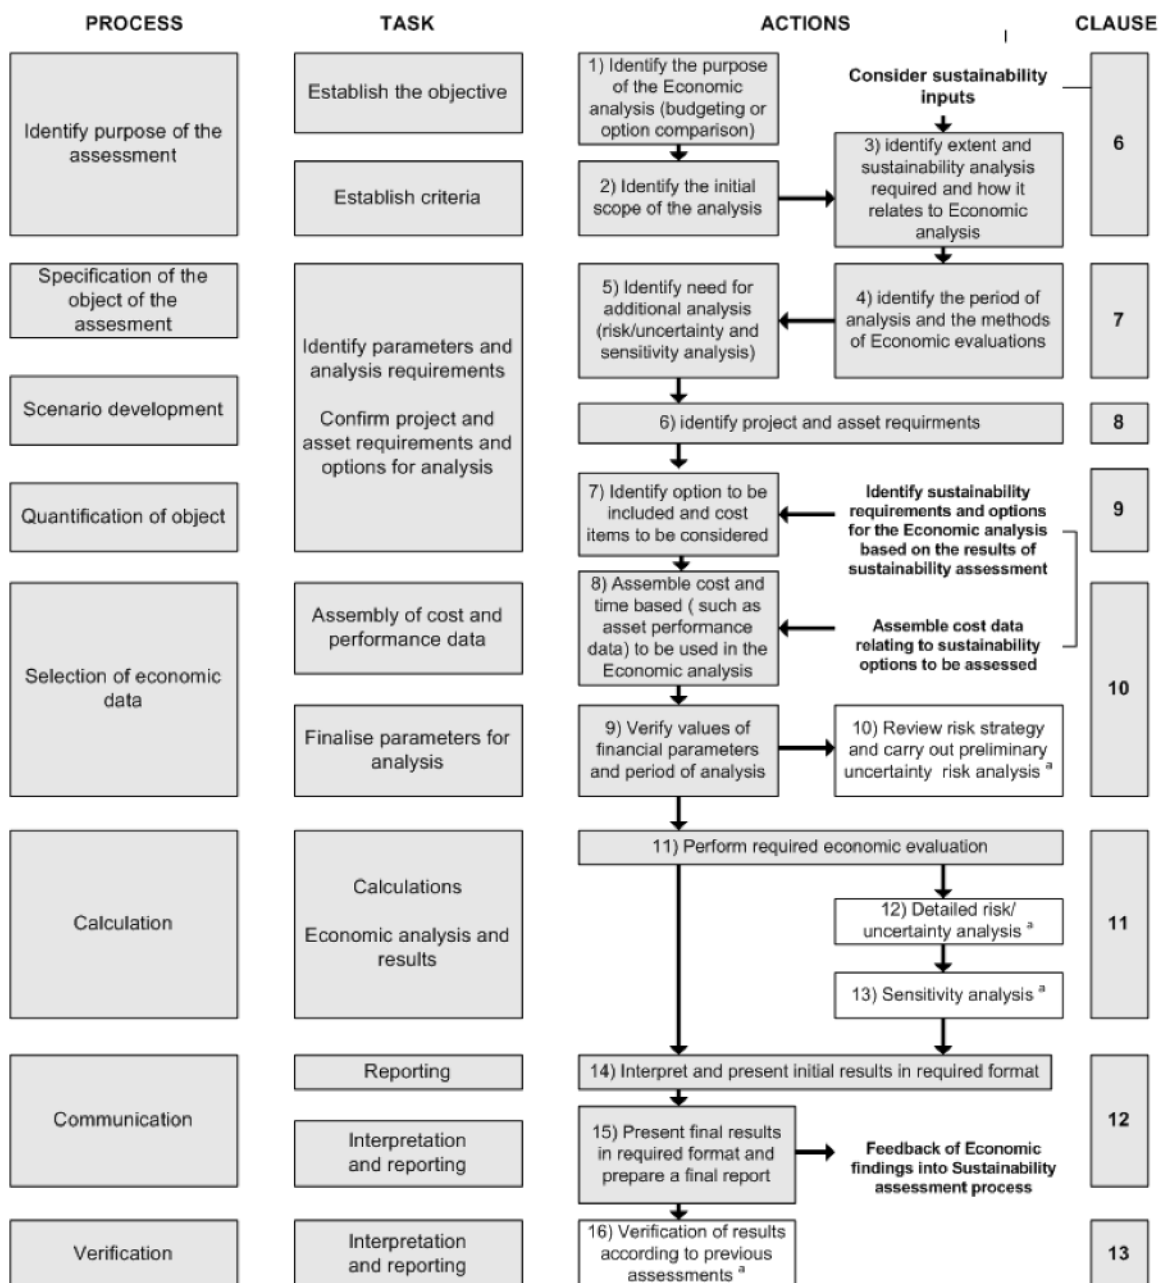 PROCESS
TASK
ACTIONS
CLAUSE
Identify purpose of the
assessment
Establish the objective
1) Identify the purpose
of the Economic
analysis (budgeting or
option comparison)
Consider sustainability
inputs
6
Establish criteria
2) Identify the initial
scope of the analysis
3) identify extent and
sustainability analysis
required and how it
relates to Economic
analysis
Specification of the
object of the
assesment
Identify parameters and
analysis requirements
Confirm project and
asset requirements and
options for analysis
5) Identify need for
additional analysis
(risk/uncertainty and
sensitivity analysis)
4) identify the period of
analysis and the methods
of Economic evaluations
7
Scenario development
6) identify project and asset requirments
8
Quantification of object
7) Identify option to be
included and cost
items to be considered
Identify sustainability
requirements and options
for the Economic analysis
based on the results of
sustainability assessment
9
Selection of economic
data
Assembly of cost and
performance data
8) Assemble cost and
time based ( such as
asset performance
data) to be used in the
Economic analysis
Assemble cost data
relating to sustainability
options to be assessed
10
Finalise parameters for
analysis
9) Verify values of
financial parameters
and period of analysis
10) Review risk strategy
and carry out preliminary
uncertainty risk analysis a
Calculation
Calculations
Economic analysis and
results
11) Perform required economic evaluation
12) Detailed risk/
uncertainty analysis a
13) Sensitivity analysis a
11
Communication
Reporting
14) Interpret and present initial results in required format
12
Interpretation
and reporting
15) Present final results
in required format and
prepare a final report
Feedback of Economic
findings into Sustainability
assessment process
Verification
Interpretation
and reporting
16) Verification of results
according to previous
assessments a
13